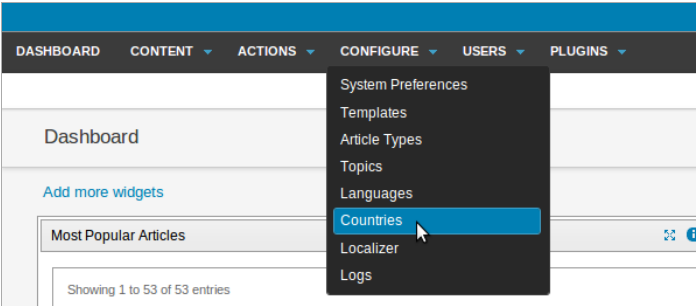 DASHBOARD CONTENT ACTIONS CONFIGURE USERS PLUGINS
System Preferences
Templates
Article Types
Topics
Languages
Countries
Localizer
Logs
Dashboard
Add more widgets
Most Popular Articles
Showing 1 to 53 of 53 entries